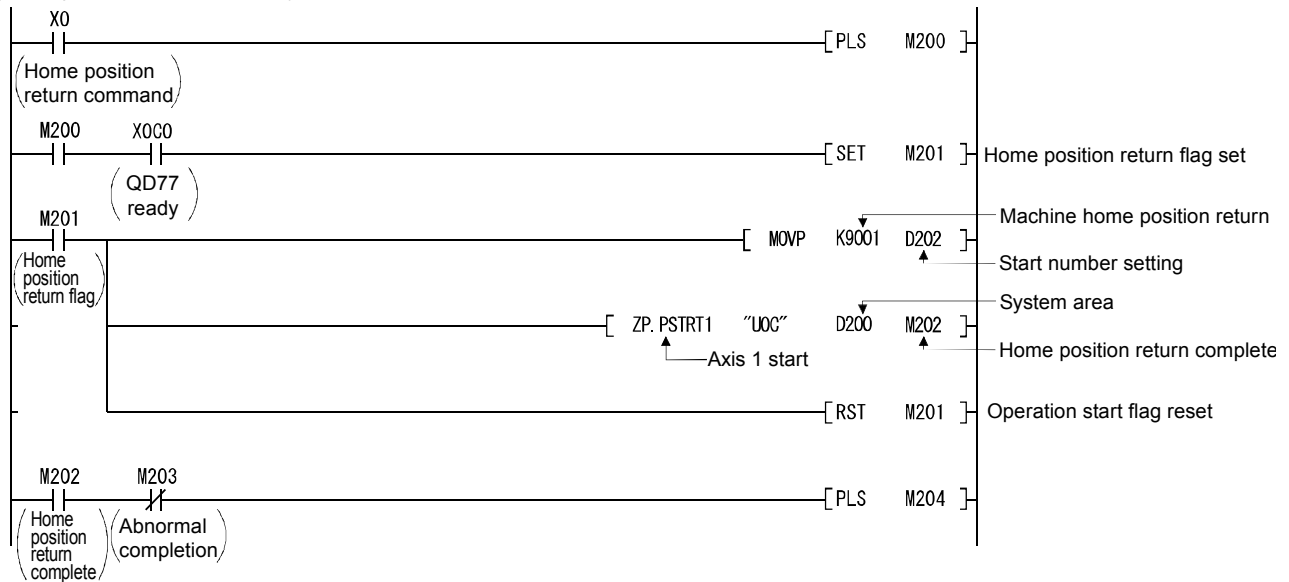 X0
[ PLS M200 ]
(Home position
return command)
M200 X0C0
[ SET M201 ] Home position return flag set
(QD77
ready)
M201
Machine home position return
[ MOVP K9001 D202 ]
(Home
position
return flag)
Start number setting
System area
[ ZP.PSTRT1 "U0C" D200 M202 ]
Axis 1 start
Home position return complete
[ RST M201 ] Operation start flag reset
M202 M203
[ PLS M204 ]
(Home
position
return
complete)
(Abnormal
completion)